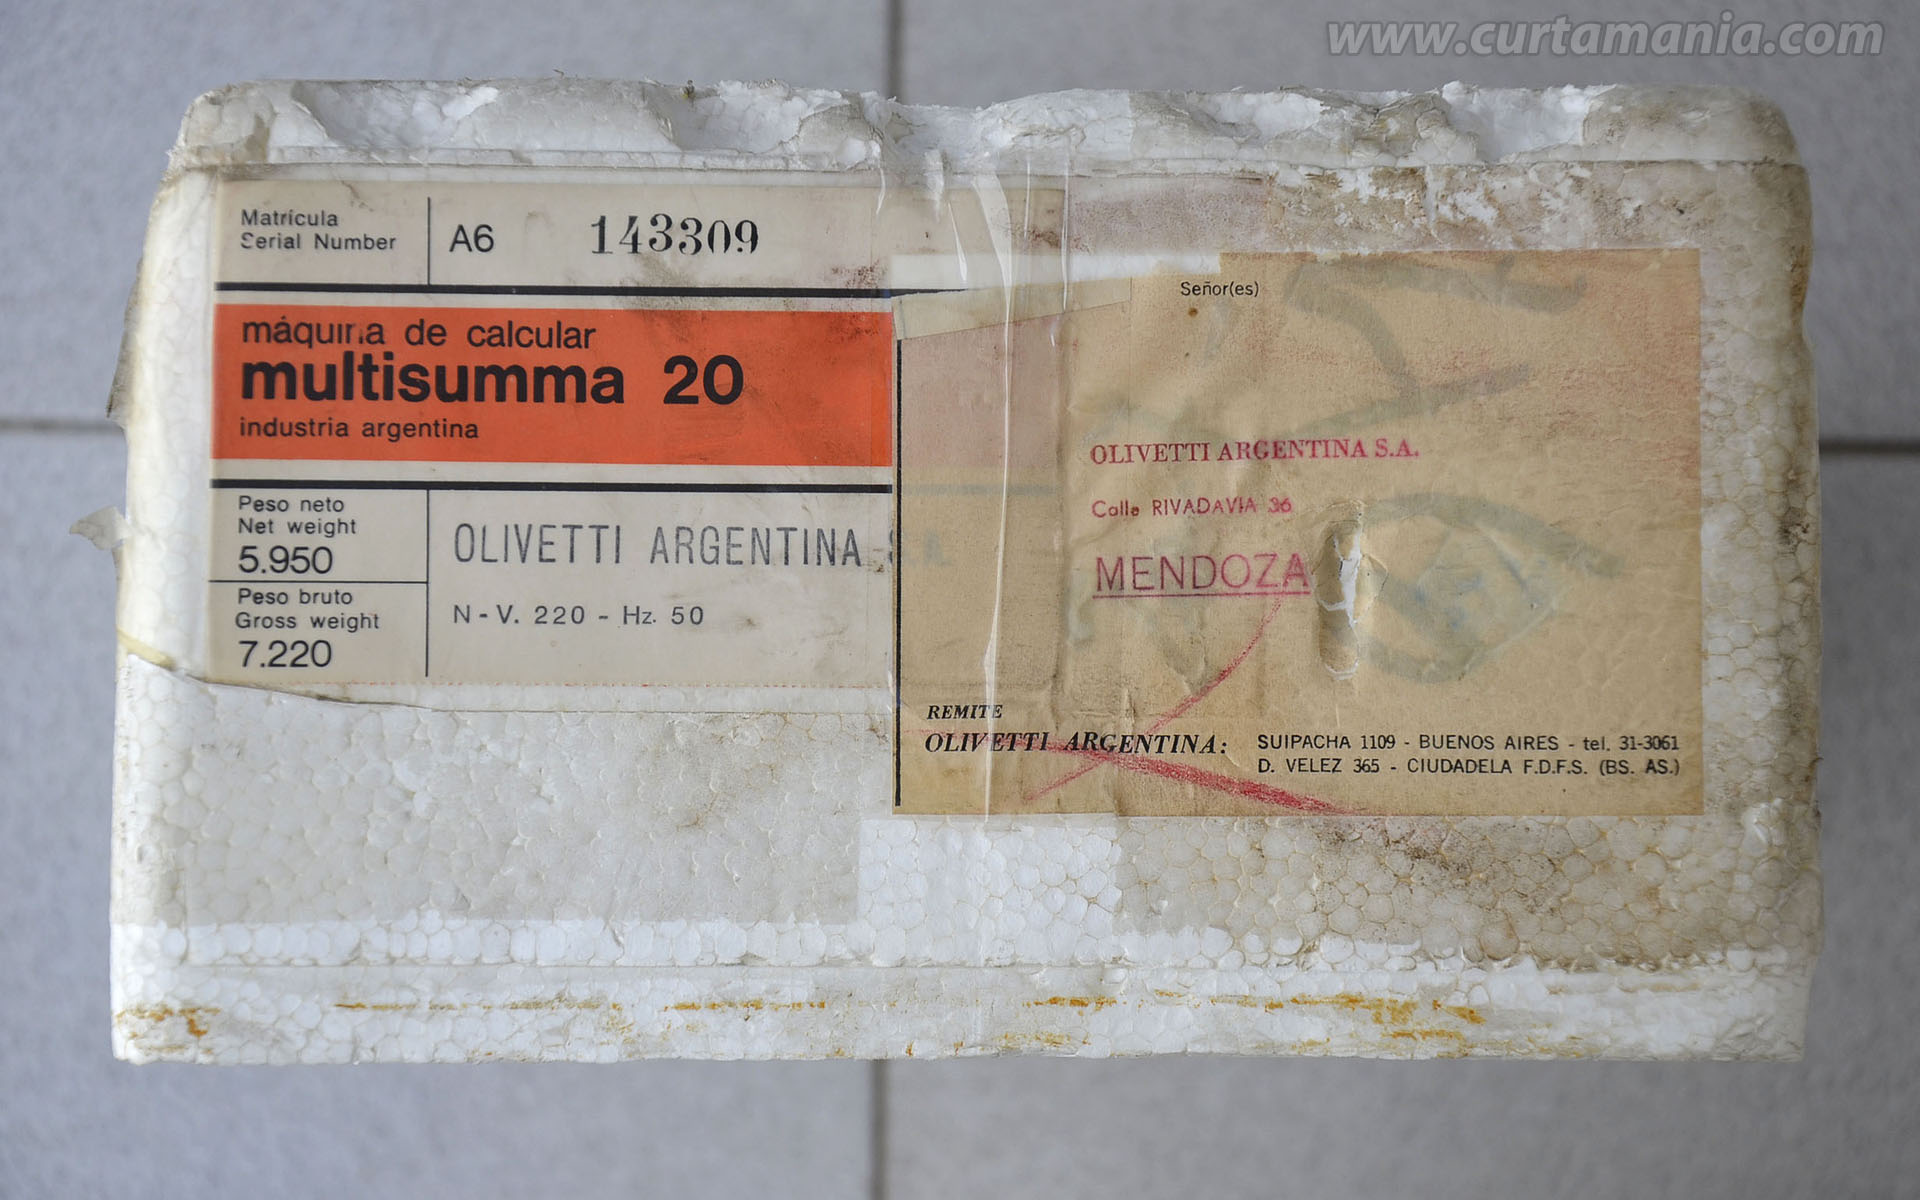 www.curtamania.com
Matrícula
Serial Number
A6 143309
máquina de calcular
multisumma 20
industria argentina
Peso neto
Net weight
5.950
Peso bruto
Gross weight
7.220
OLIVETTI ARGENTINA S.A.
N - V. 220 - Hz. 50
Señor(es)
OLIVETTI ARGENTINA S.A.
Calle RIVADAVIA 36
MENDOZA
REMITE
OLIVETTI ARGENTINA:
SUIPACHA 1109 - BUENOS AIRES - tel. 31-3061
D. VELEZ 365 - CIUDADELA F.D.F.S. (BS. AS.)